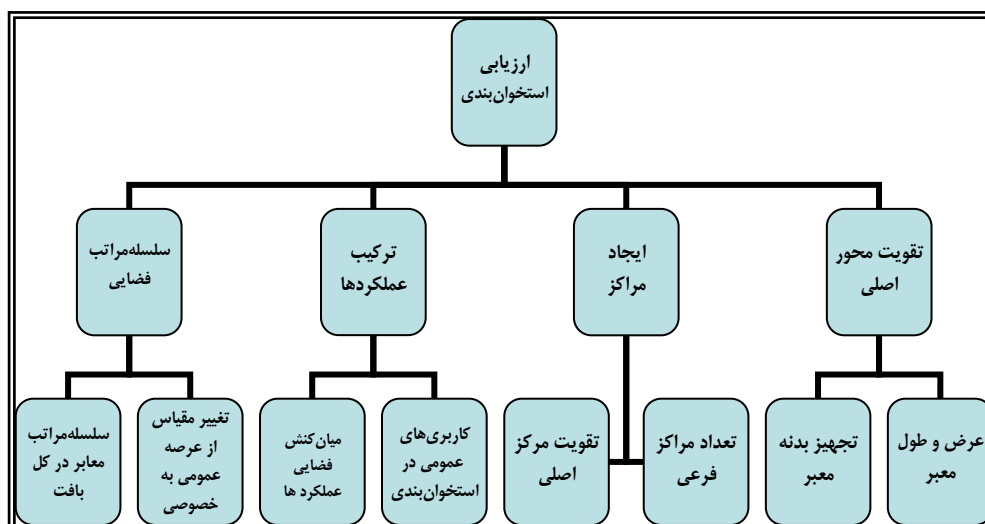 ارزیابی
استخوان‌بندی
تقویت محور
اصلی
ایجاد
مراکز
ترکیب
عملکردها
سلسله‌مراتب
فضایی
عرض و طول
معبر
تجهیز بدنه
معبر
تعداد مراکز
فرعی
تقویت مرکز
اصلی
کاربری‌های
عمومی در
استخوان‌بندی
میان‌کنش
فضایی
عملکرد ها
تغییر مقیاس
از عرصه
عمومی به
خصوصی
سلسله‌مراتب
معابر در کل
بافت